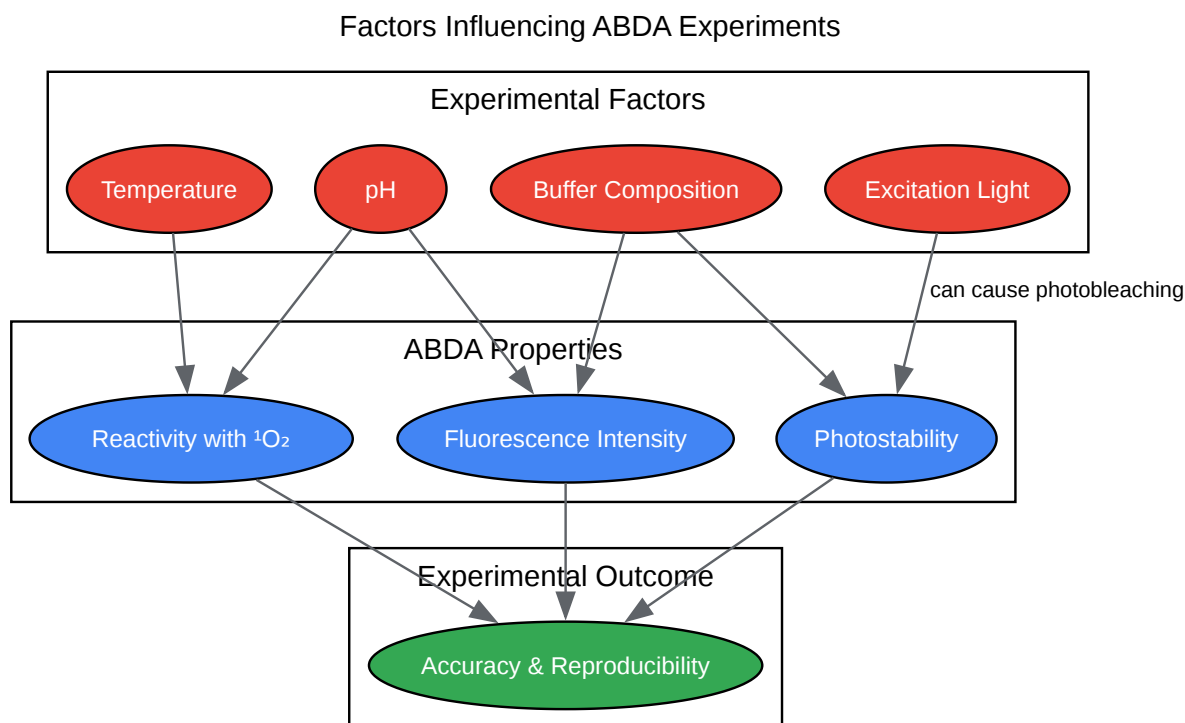 Factors Influencing ABDA Experiments
Experimental Factors
Temperature
pH
Buffer Composition
Excitation Light
can cause photobleaching
ABDA Properties
Reactivity with ¹O₂
Fluorescence Intensity
Photostability
Experimental Outcome
Accuracy & Reproducibility